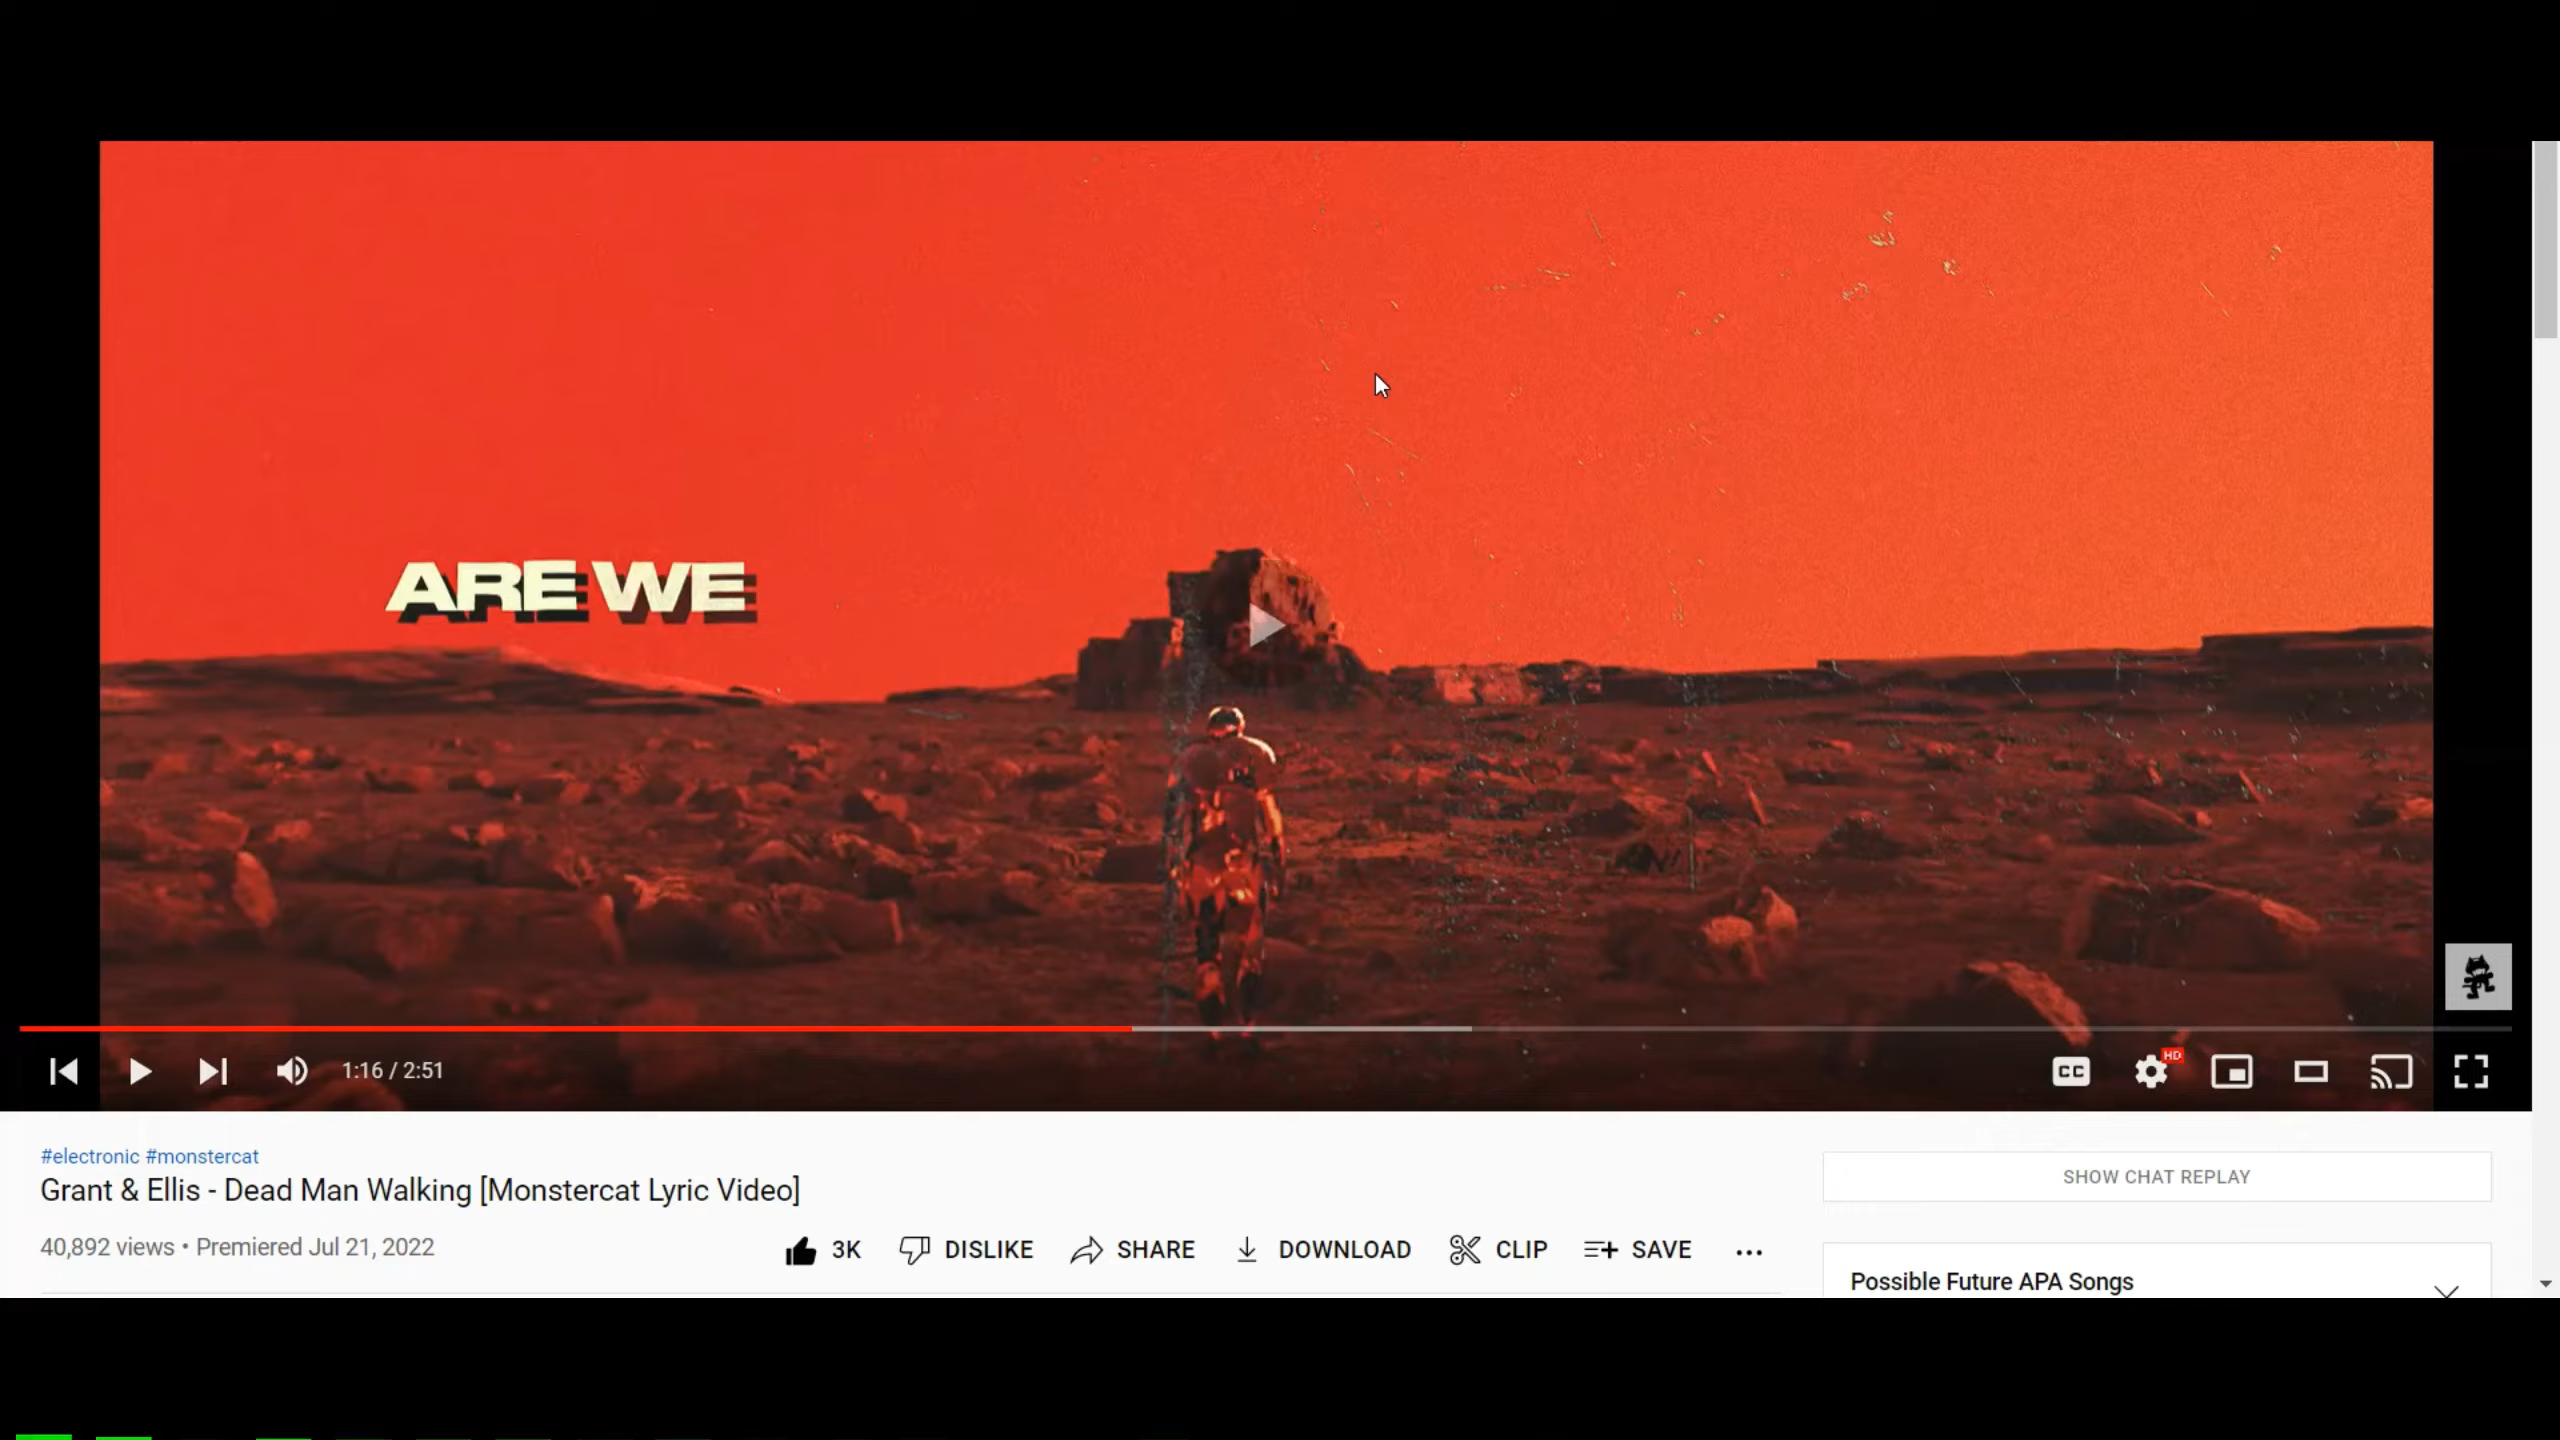 ARE WE
1:16 / 2:51
CC
HD
#electronic #monstercat
Grant & Ellis - Dead Man Walking [Monstercat Lyric Video]
40,892 views • Premiered Jul 21, 2022
3K DISLIKE SHARE DOWNLOAD CLIP SAVE
SHOW CHAT REPLAY
Possible Future APA Songs